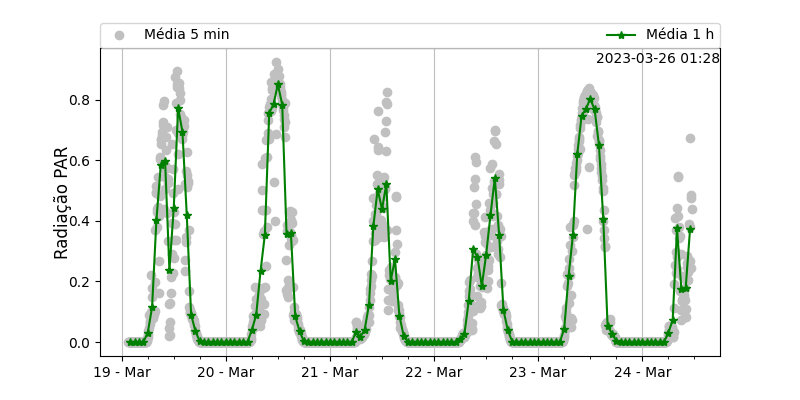 Média 5 min
Média 1 h
2023-03-26 01:28
Radiação PAR
0.8
0.6
0.4
0.2
0.0
19 - Mar
20 - Mar
21 - Mar
22 - Mar
23 - Mar
24 - Mar